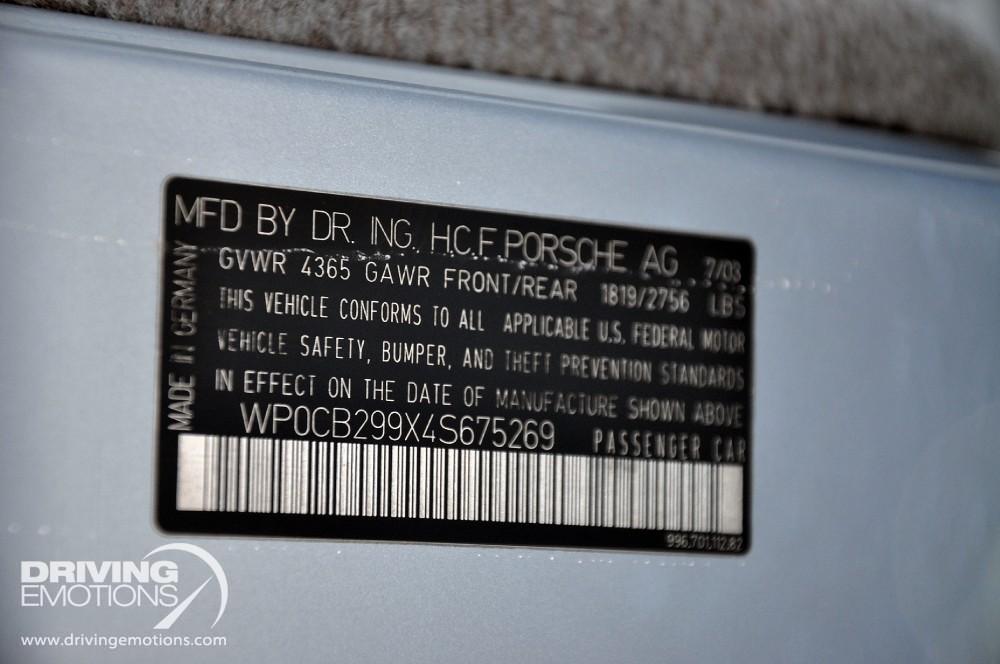 MFD BY DR. ING. H.C.F. PORSCHE AG 7/03
GVWR 4365 GAWR FRONT/REAR 1819/2756 LBS
THIS VEHICLE CONFORMS TO ALL APPLICABLE U.S. FEDERAL MOTOR
VEHICLE SAFETY, BUMPER, AND THEFT PREVENTION STANDARDS
IN EFFECT ON THE DATE OF MANUFACTURE SHOWN ABOVE
WP0CB299X4S675269 PASSENGER CAR
MADE IN GERMANY
996.701.112.82
DRIVING
EMOTIONS
www.drivingemotions.com